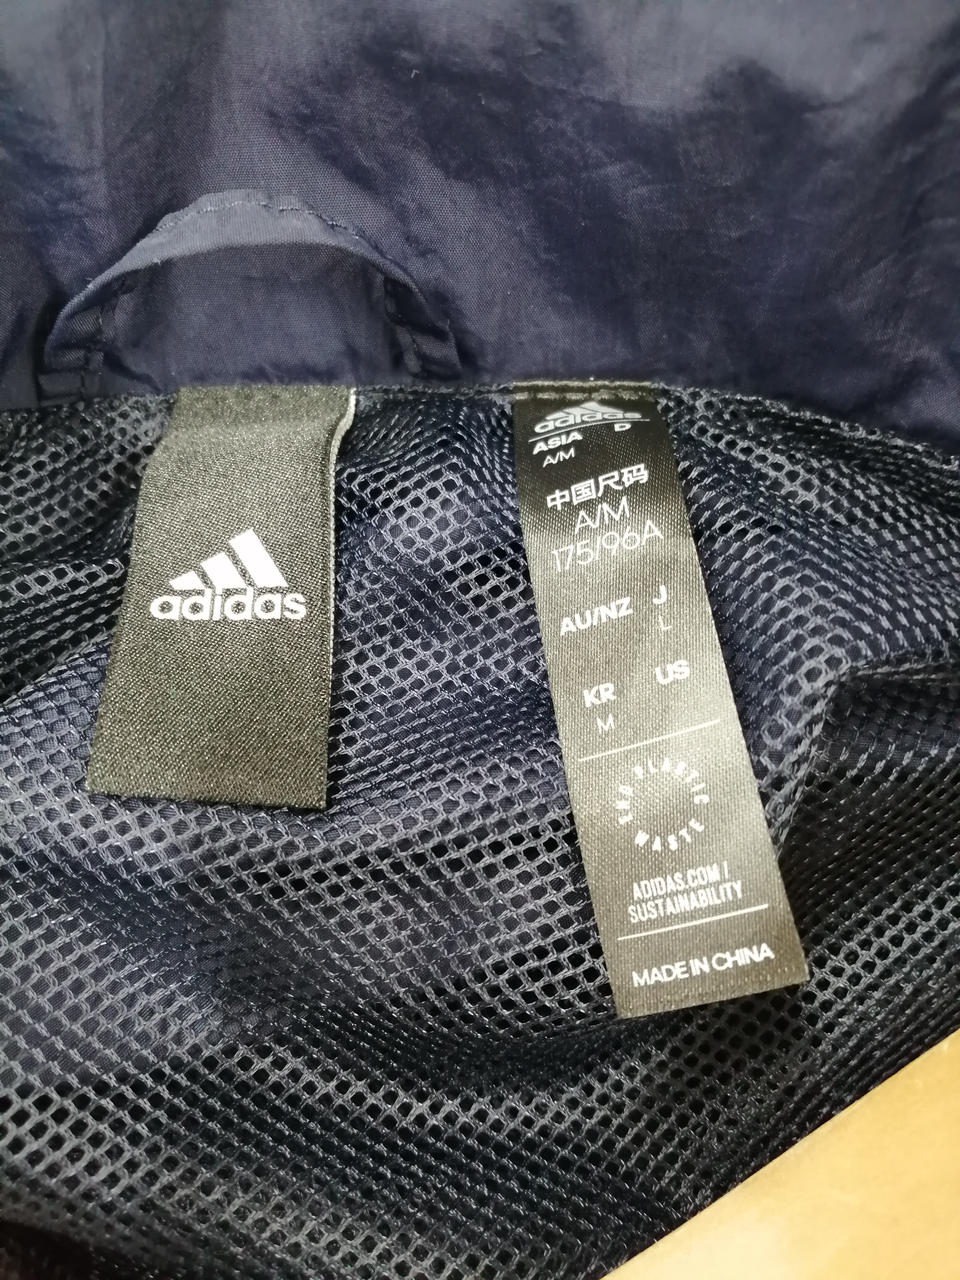 adidas
adidas
ASIA D
A/M
中国尺码
A/M
175/96A
AU/NZ J
L
KR US
M
END PLASTIC WASTE
ADIDAS.COM /
SUSTAINABILITY
MADE IN CHINA